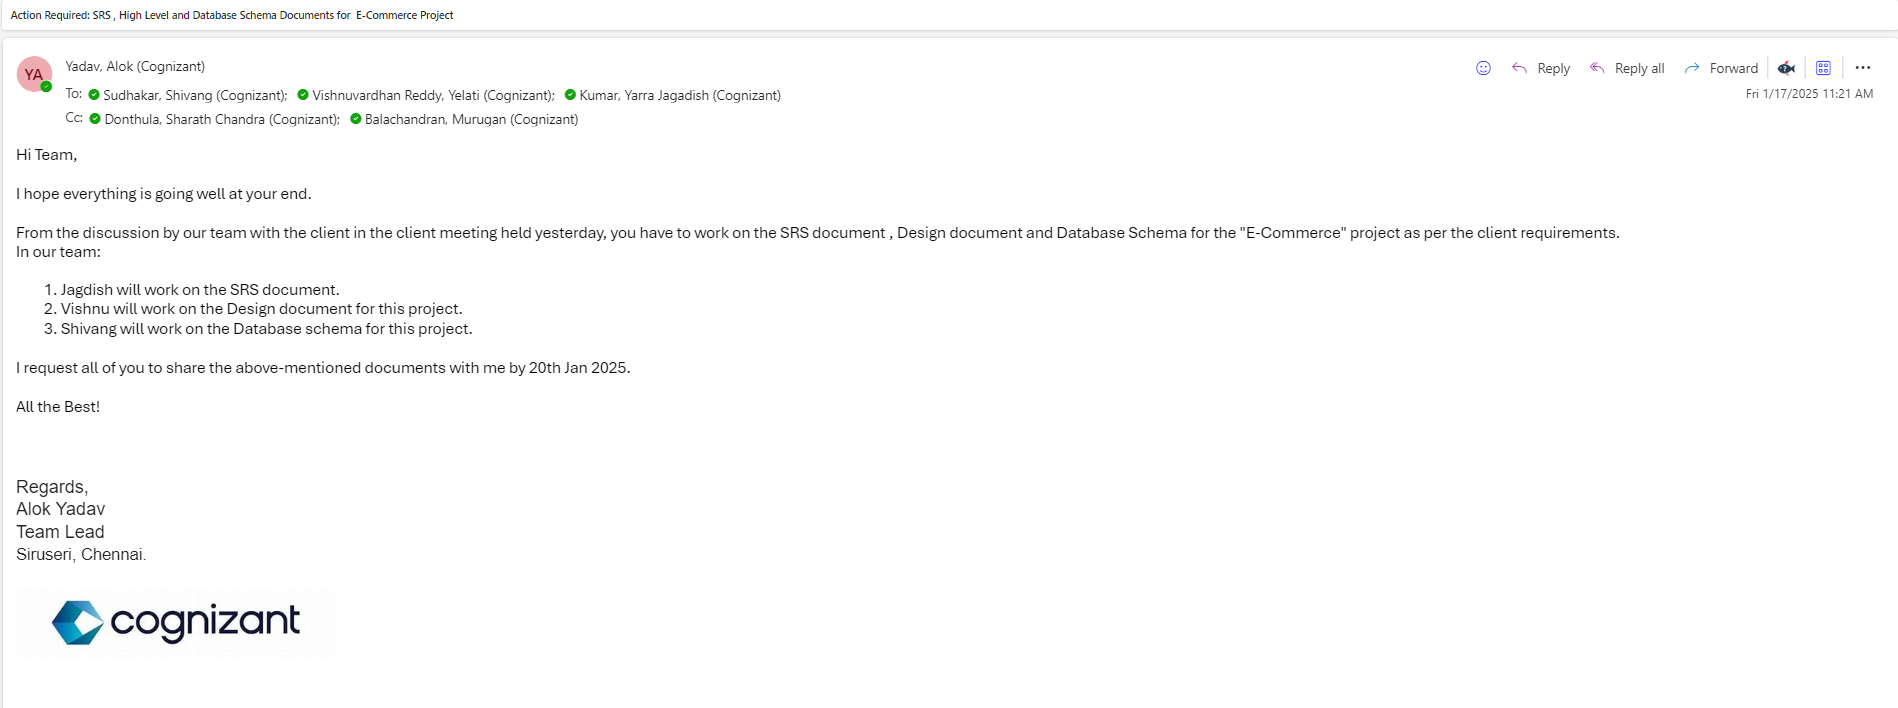 Action Required: SRS , High Level and Database Schema Documents for  E-Commerce Project
YA
Yadav, Alok (Cognizant)
Reply
Reply all
Forward
To: Sudhakar, Shivang (Cognizant); Vishnuvardhan Reddy, Yelati (Cognizant); Kumar, Yarra Jagadish (Cognizant)
Fri 1/17/2025 11:21 AM
Cc: Donthula, Sharath Chandra (Cognizant); Balachandran, Murugan (Cognizant)
Hi Team,
I hope everything is going well at your end.
From the discussion by our team with the client in the client meeting held yesterday, you have to work on the SRS document , Design document and Database Schema for the "E-Commerce" project as per the client requirements.
In our team:
1. Jagdish will work on the SRS document.
2. Vishnu will work on the Design document for this project.
3. Shivang will work on the Database schema for this project.
I request all of you to share the above-mentioned documents with me by 20th Jan 2025.
All the Best!
Regards,
Alok Yadav
Team Lead
Siruseri, Chennai.
cognizant